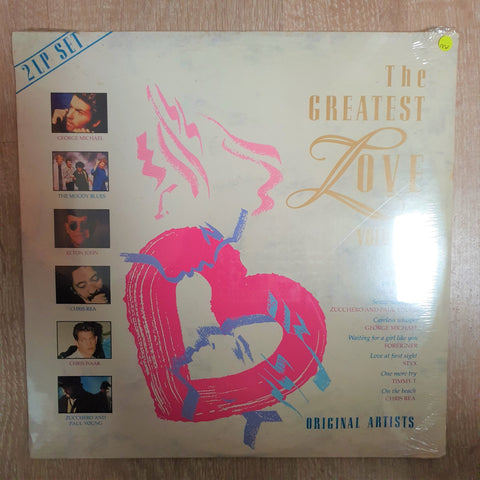 2 LP SET
The
GREATEST
LOVE
GEORGE MICHAEL
THE MOODY BLUES
ELTON JOHN
CHRIS REA
CHRIS ISAAK
ZUCCHERO AND
PAUL YOUNG
ZUCCHERO AND PAUL
Careless whisper
GEORGE MICHAEL
Waiting for a girl like you
FOREIGNER
Love at first sight
STYX
One more try
TIMMY T
On the beach
CHRIS REA
ORIGINAL ARTISTS